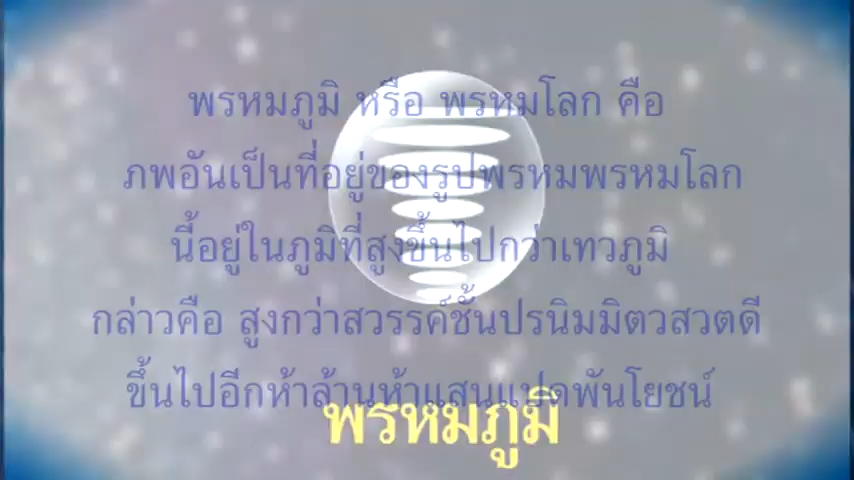 พรหมภูมิ หรือ พรหมโลก คือ
ภพอันเป็นที่อยู่ของรูปพรหมพรหมโลก
นี้อยู่ในภูมิที่สูงขึ้นไปกว่าเทวภูมิ
กล่าวคือ สูงกว่าสวรรค์ชั้นปรนิมมิตวสวตดี
ขึ้นไปอีกห้าล้านห้าแสนแปดพันโยชน์
พรหมภูมิ